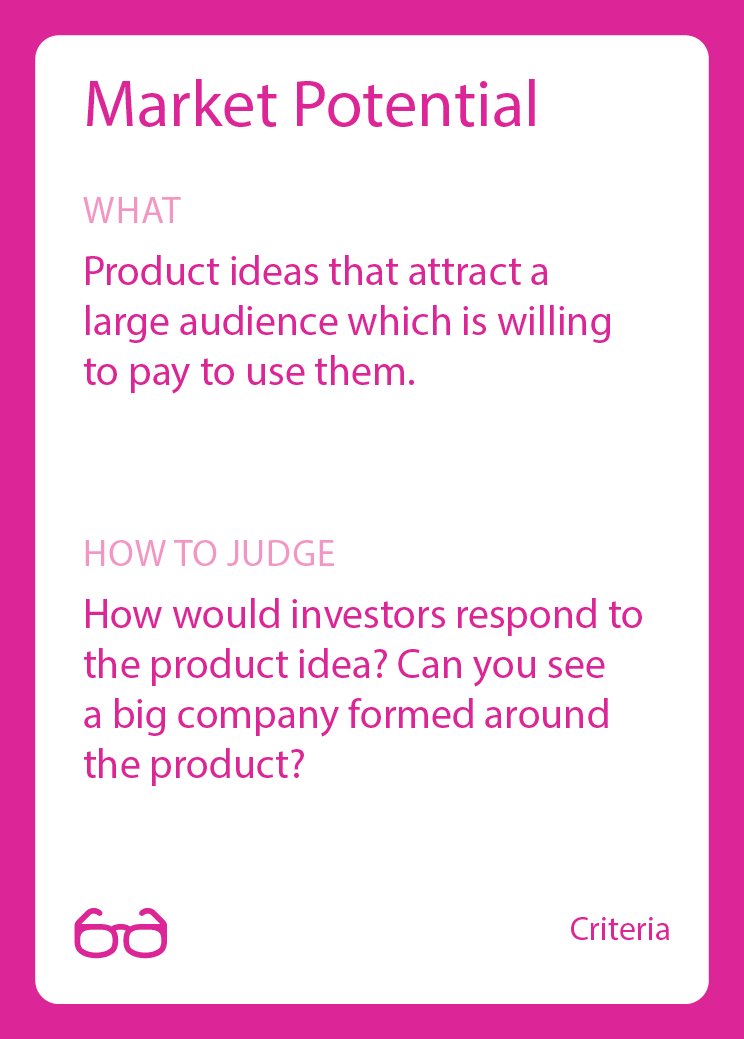 Market Potential
WHAT
Product ideas that attract a
large audience which is willing
to pay to use them.
HOW TO JUDGE
How would investors respond to
the product idea? Can you see
a big company formed around
the product?
Criteria